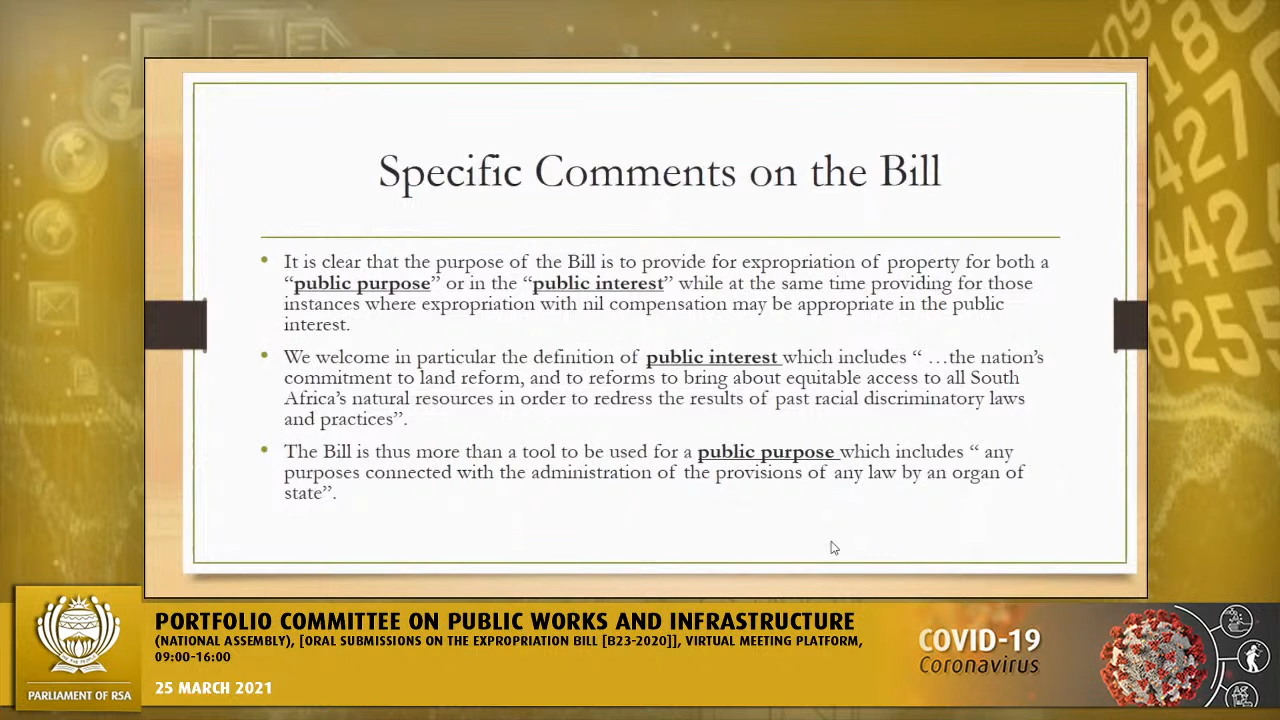 Specific Comments on the Bill
• It is clear that the purpose of the Bill is to provide for expropriation of property for both a
“public purpose” or in the “public interest” while at the same time providing for those
instances where expropriation with nil compensation may be appropriate in the public
interest.
• We welcome in particular the definition of public interest which includes “ …the nation’s
commitment to land reform, and to reforms to bring about equitable access to all South
Africa’s natural resources in order to redress the results of past racial discriminatory laws
and practices”.
• The Bill is thus more than a tool to be used for a public purpose which includes “ any
purposes connected with the administration of the provisions of any law by an organ of
state”.
PARLIAMENT OF RSA
PORTFOLIO COMMITTEE ON PUBLIC WORKS AND INFRASTRUCTURE
(NATIONAL ASSEMBLY), [ORAL SUBMISSIONS ON THE EXPROPRIATION BILL [B23-2020]], VIRTUAL MEETING PLATFORM,
09:00-16:00
25 MARCH 2021
COVID-19
Coronavirus